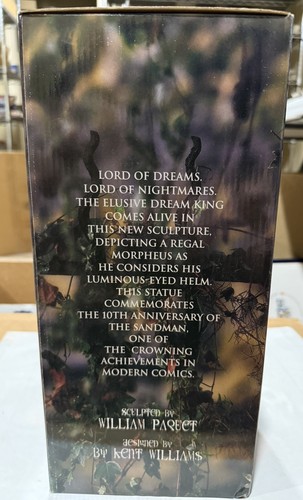 LORD OF DREAMS.
LORD OF NIGHTMARES.
THE ELUSIVE DREAM KING
COMES ALIVE IN
THIS NEW SCULPTURE,
DEPICTING A REGAL
MORPHEUS AS
HE CONSIDERS HIS
LUMINOUS-EYED HELM.
THIS STATUE
COMMEMORATES
THE 10TH ANNIVERSARY OF
THE SANDMAN,
ONE OF
THE CROWNING
ACHIEVEMENTS IN
MODERN COMICS.
SCULPTED BY
WILLIAM PAQUET
DESIGNED BY
BY KENT WILLIAMS